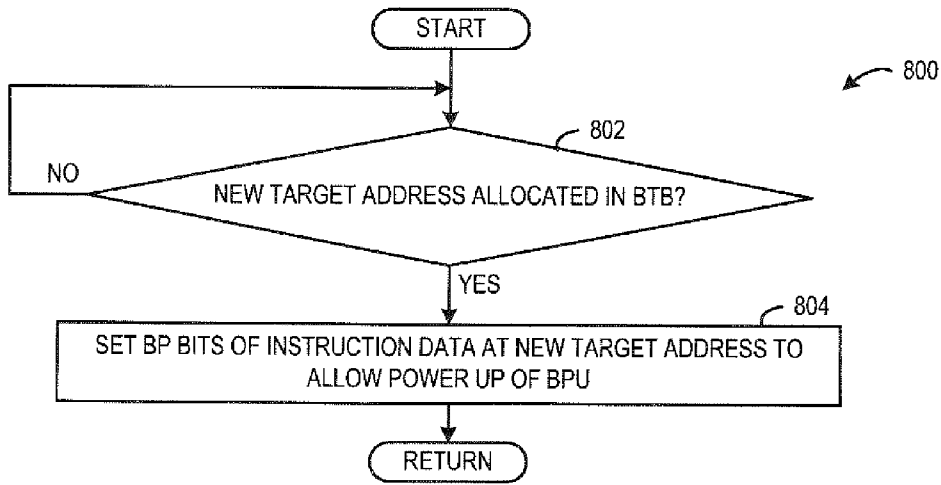 START
800
802
NO
NEW TARGET ADDRESS ALLOCATED IN BTB?
YES
804
SET BP BITS OF INSTRUCTION DATA AT NEW TARGET ADDRESS TO
ALLOW POWER UP OF BPU
RETURN